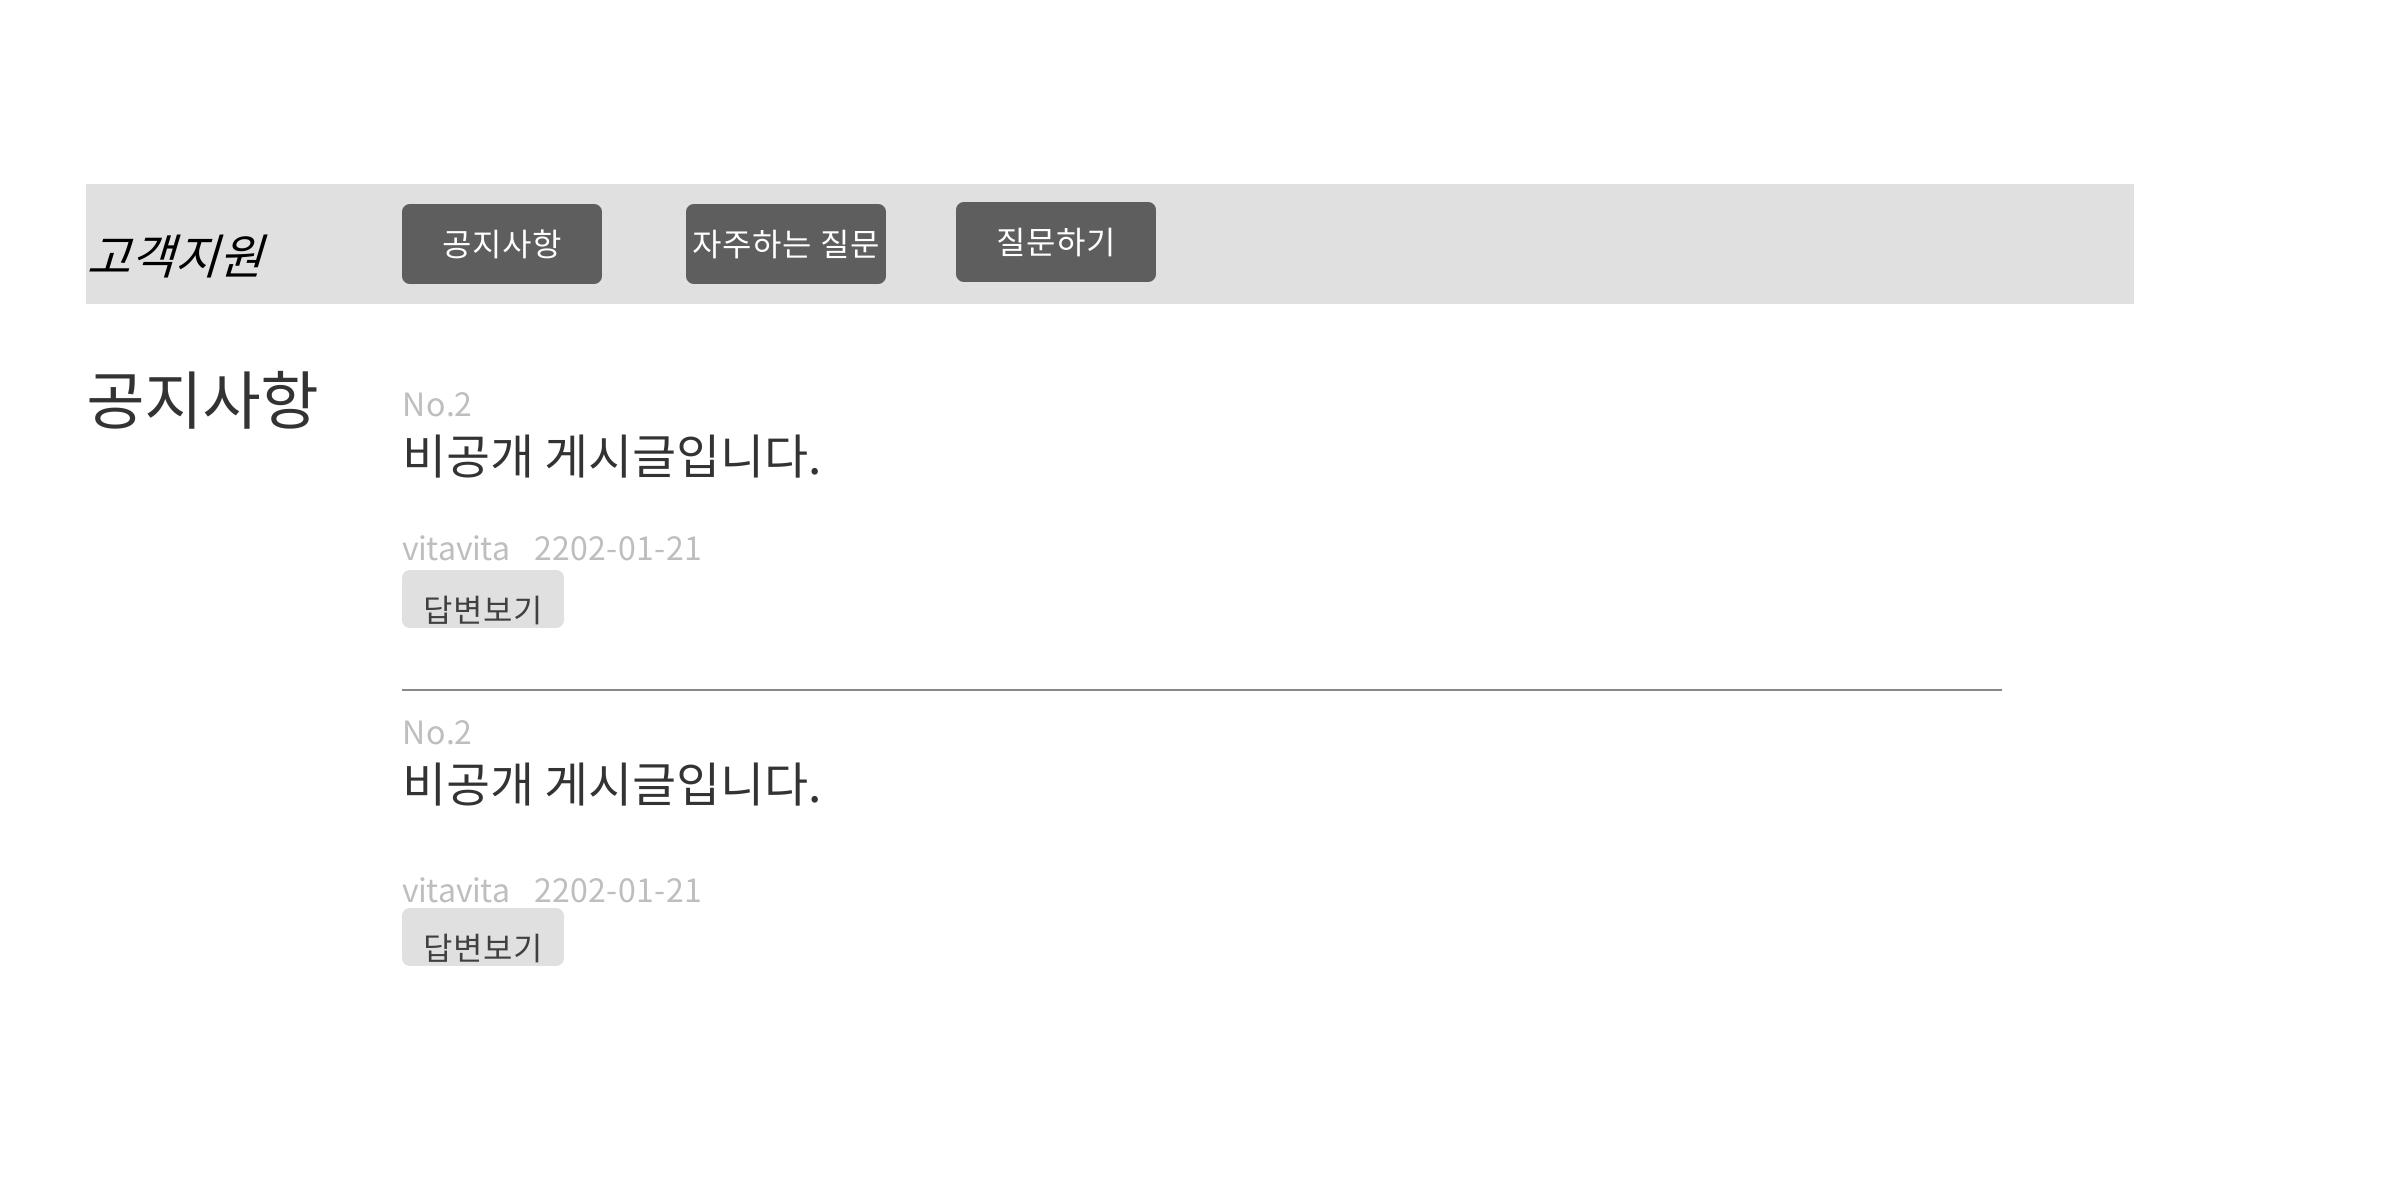 고객지원
공지사항
자주하는 질문
질문하기
공지사항
No.2
비공개 게시글입니다.
vitavita 2202-01-21
답변보기
No.2
비공개 게시글입니다.
vitavita 2202-01-21
답변보기